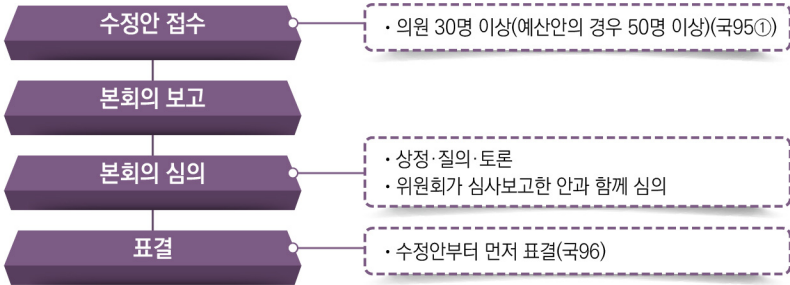 수정안 접수
· 의원 30명 이상(예산안의 경우 50명 이상)(국95①)
본회의 보고
본회의 심의
· 상정·질의·토론
· 위원회가 심사보고한 안과 함께 심의
표결
· 수정안부터 먼저 표결(국96)